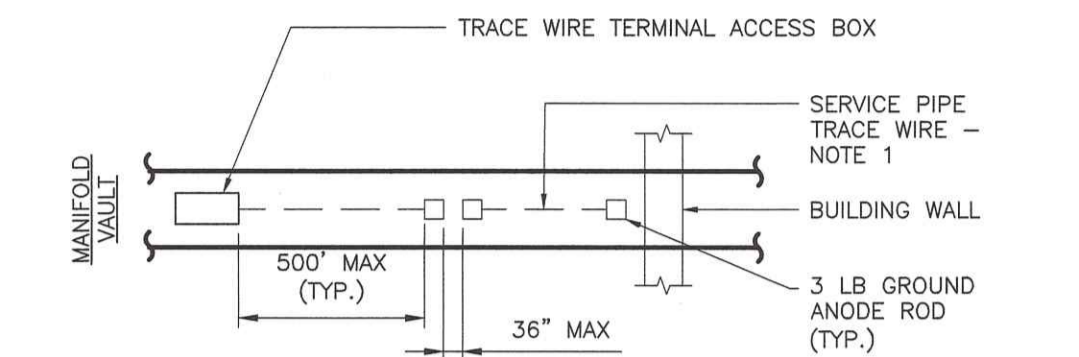 TRACE WIRE TERMINAL ACCESS BOX
SERVICE PIPE
TRACE WIRE –
NOTE 1
MANIFOLD
VAULT
BUILDING WALL
500' MAX
(TYP.)
3 LB GROUND
ANODE ROD
(TYP.)
36" MAX